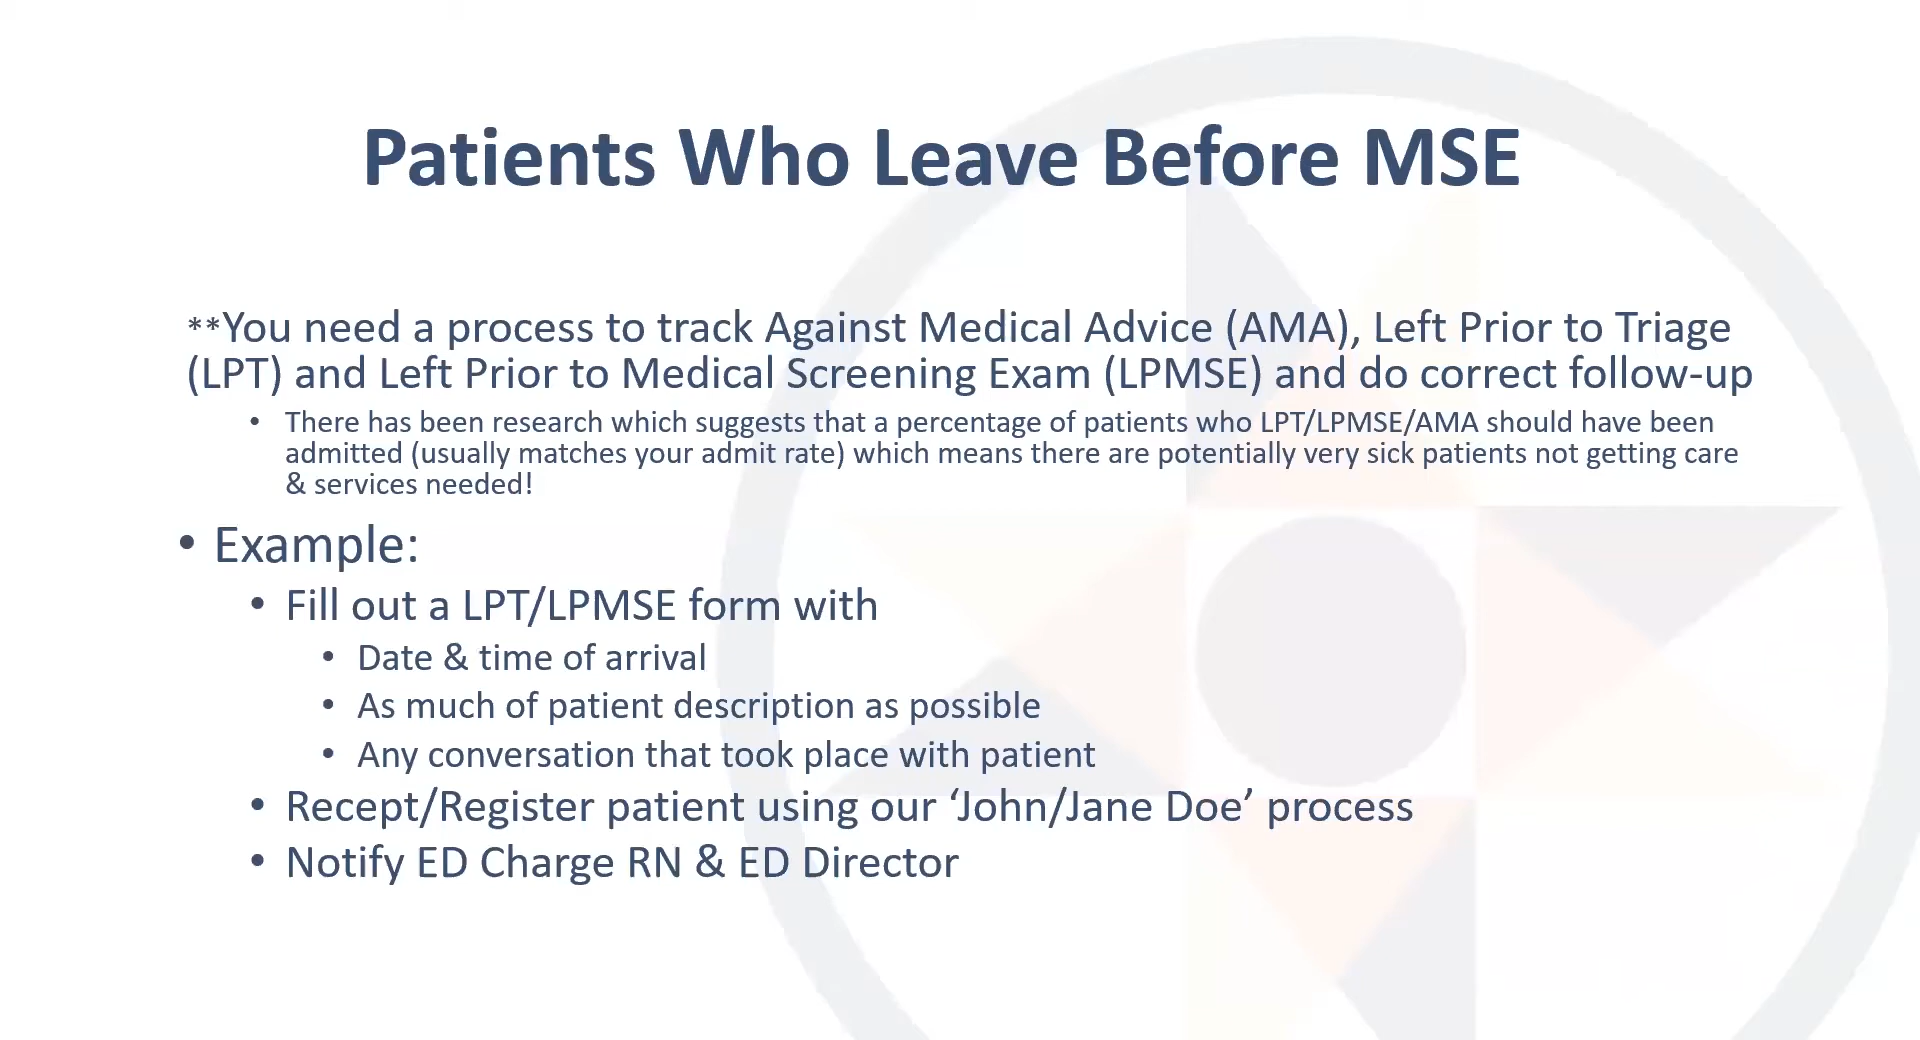 Patients Who Leave Before MSE
**You need a process to track Against Medical Advice (AMA), Left Prior to Triage
(LPT) and Left Prior to Medical Screening Exam (LPMSE) and do correct follow-up
• There has been research which suggests that a percentage of patients who LPT/LPMSE/AMA should have been
admitted (usually matches your admit rate) which means there are potentially very sick patients not getting care
& services needed!
• Example:
• Fill out a LPT/LPMSE form with
• Date & time of arrival
• As much of patient description as possible
• Any conversation that took place with patient
• Recept/Register patient using our ‘John/Jane Doe’ process
• Notify ED Charge RN & ED Director